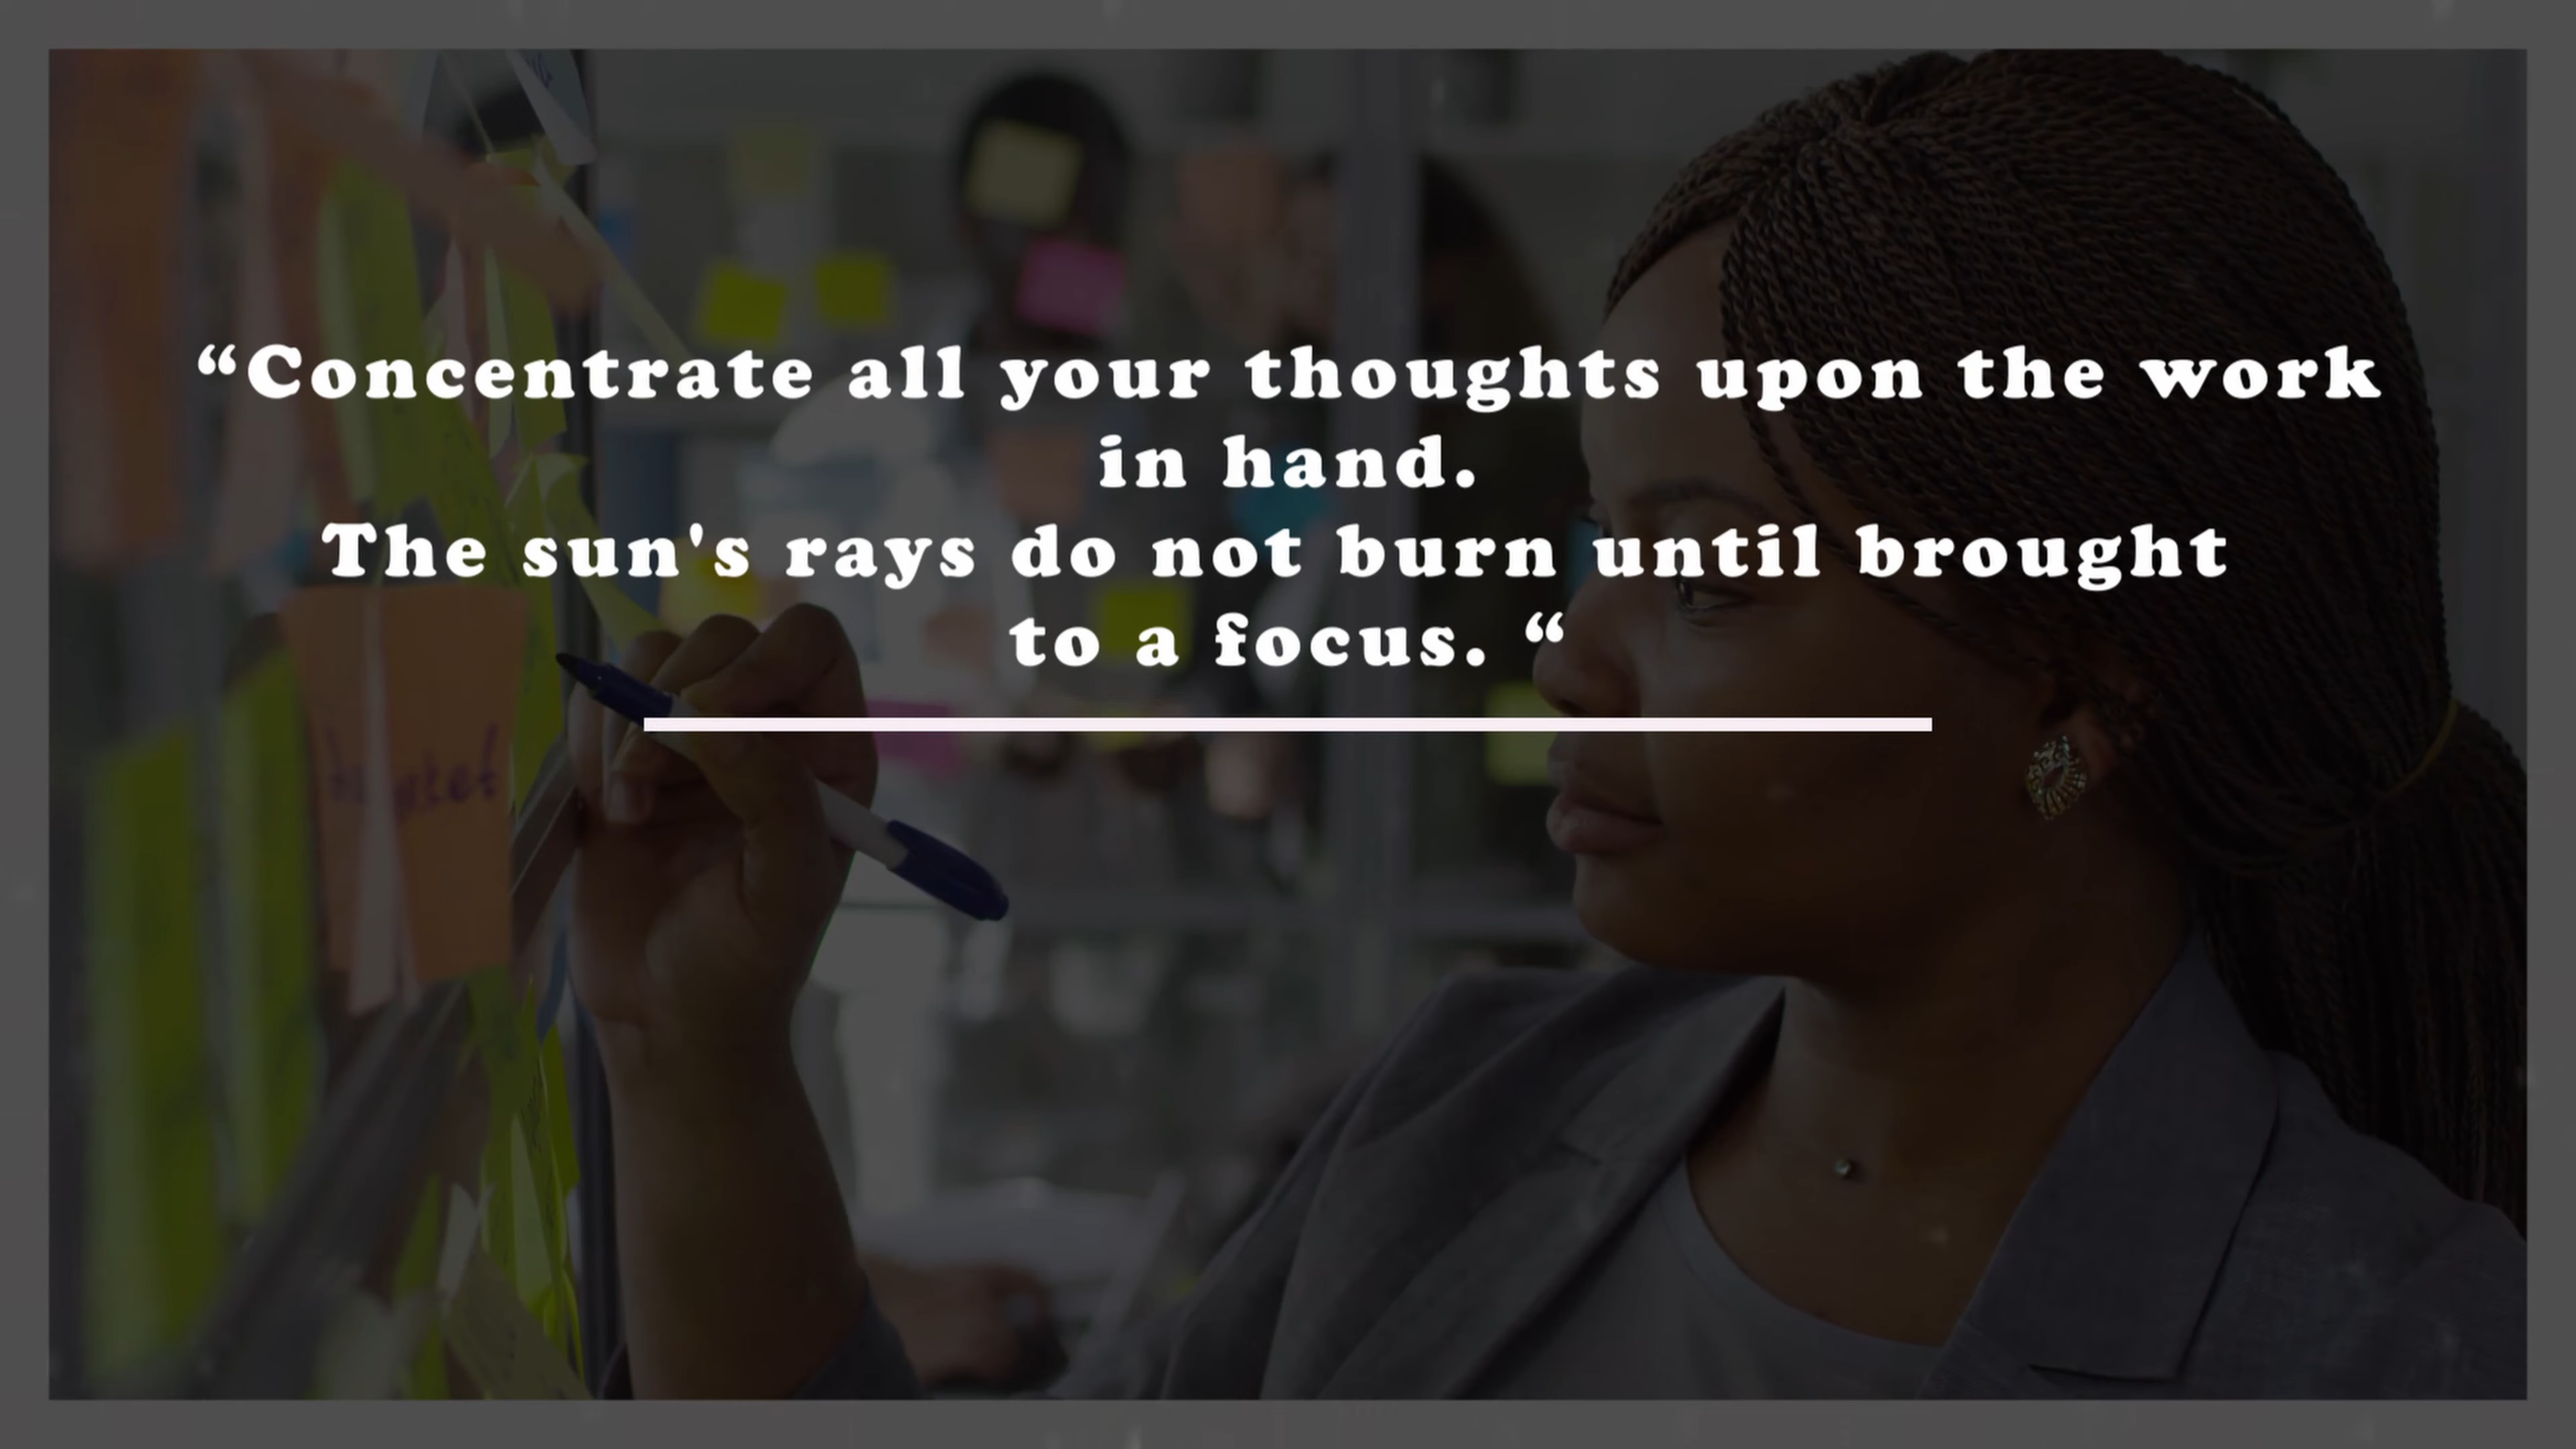 “Concentrate all your thoughts upon the work
in hand.
The sun's rays do not burn until brought
to a focus. “